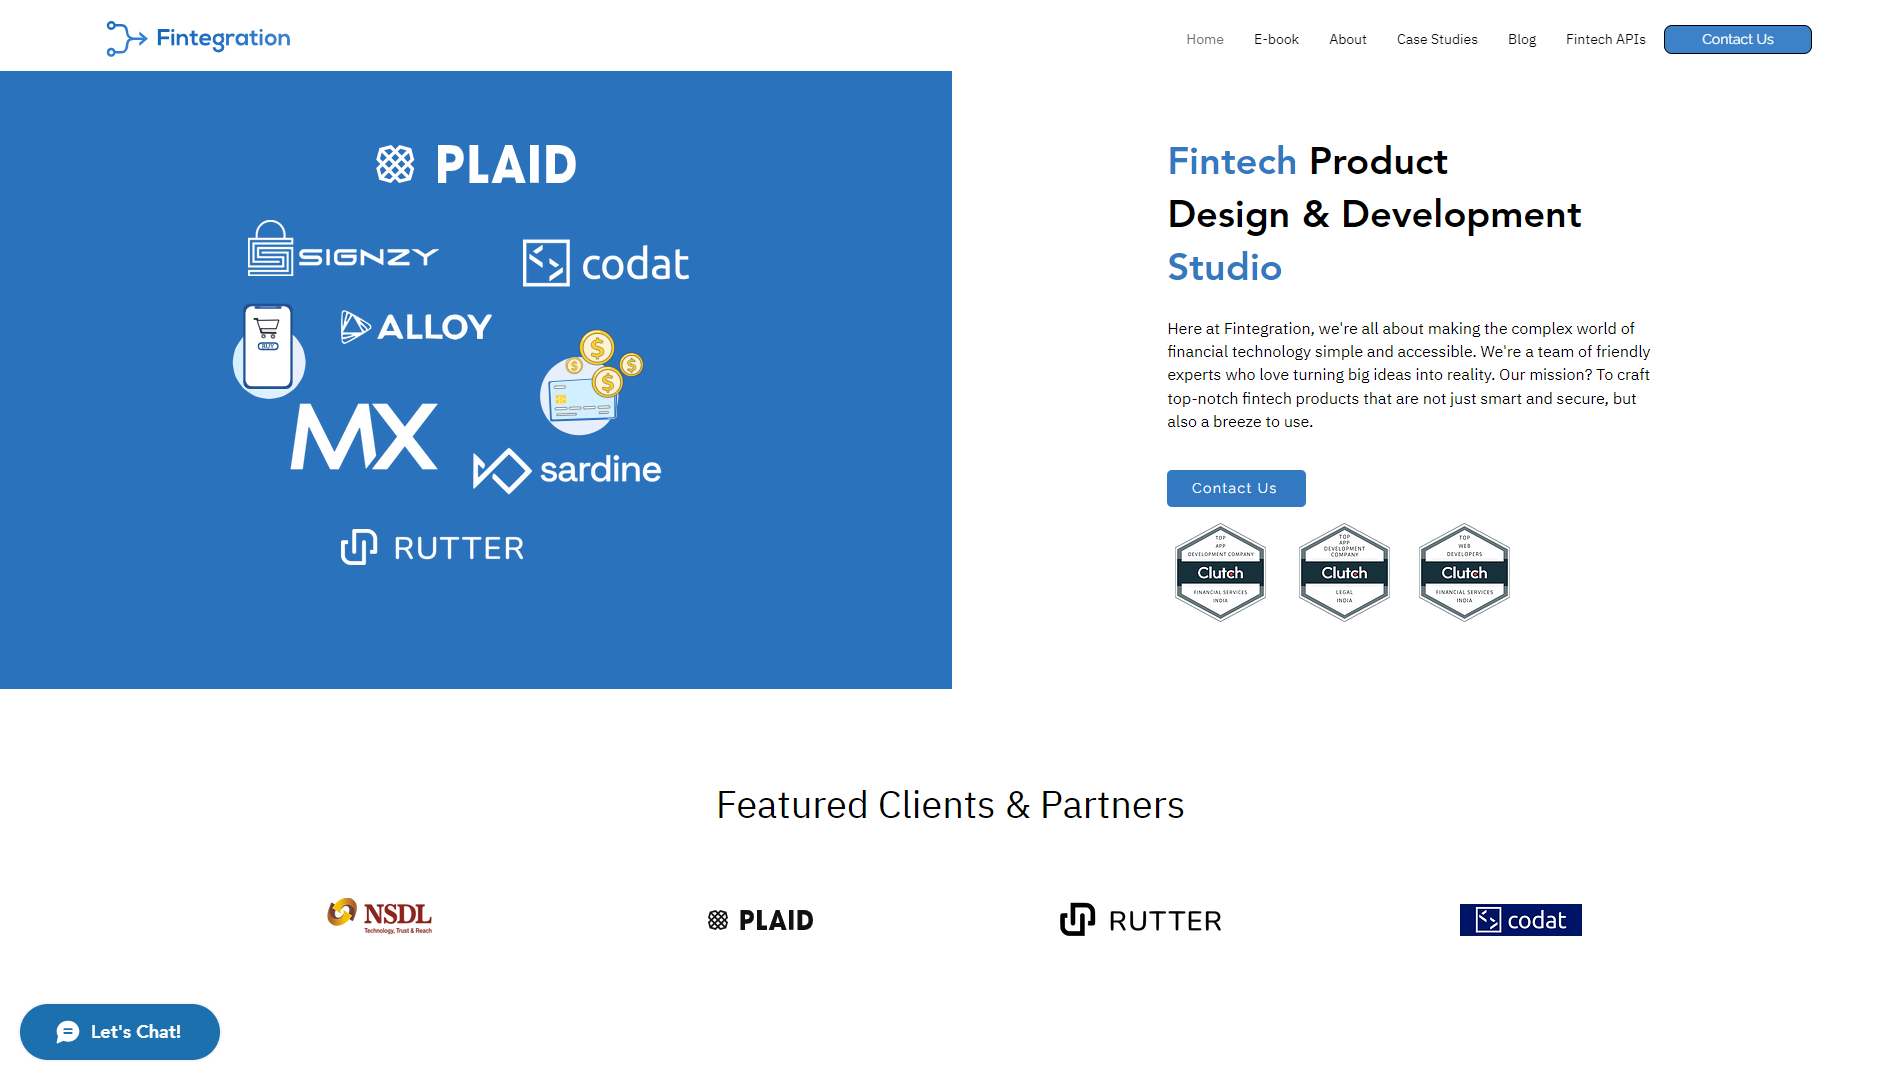 Fintegration
Home
E-book
About
Case Studies
Blog
Fintech APIs
Contact Us
PLAID
SIGNZY
codat
BUY
ALLOY
MX
sardine
RUTTER
Fintech Product
Design & Development
Studio
Here at Fintegration, we're all about making the complex world of
financial technology simple and accessible. We're a team of friendly
experts who love turning big ideas into reality. Our mission? To craft
top-notch fintech products that are not just smart and secure, but
also a breeze to use.
Contact Us
TOP
APP
DEVELOPMENT COMPANY
Clutch
FINANCIAL SERVICES
INDIA
TOP
APP
DEVELOPMENT
COMPANY
Clutch
LEGAL
INDIA
TOP
WEB
DEVELOPERS
Clutch
FINANCIAL SERVICES
INDIA
Featured Clients & Partners
NSDL
Technology, Trust & Reach
PLAID
RUTTER
codat
Let's Chat!